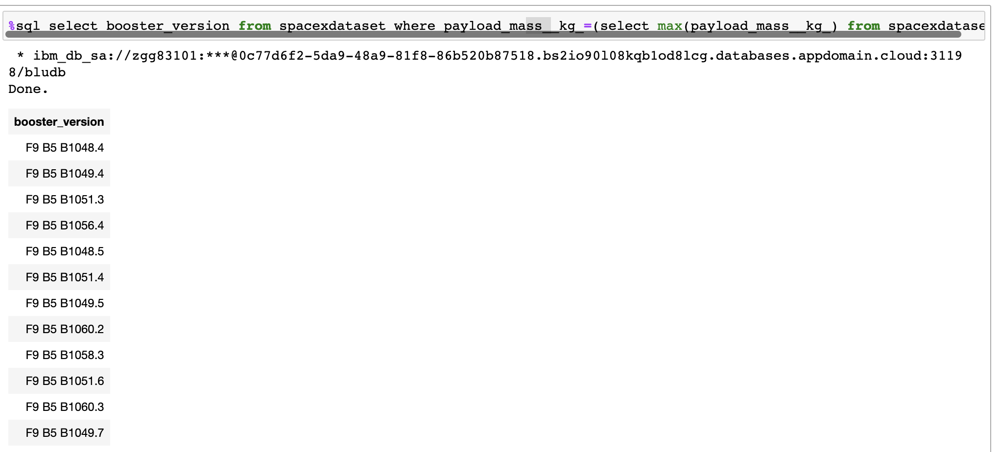 %sql select booster_version from spacexdataset where payload_mass__kg_=(select max(payload_mass__kg_) from spacexdatase
* ibm_db_sa://zgg83101:***@0c77d6f2-5da9-48a9-81f8-86b520b87518.bs2io90l08kqb1od8lcg.databases.appdomain.cloud:3119
8/bludb
Done.
booster_version
F9 B5 B1048.4
F9 B5 B1049.4
F9 B5 B1051.3
F9 B5 B1056.4
F9 B5 B1048.5
F9 B5 B1051.4
F9 B5 B1049.5
F9 B5 B1060.2
F9 B5 B1058.3
F9 B5 B1051.6
F9 B5 B1060.3
F9 B5 B1049.7